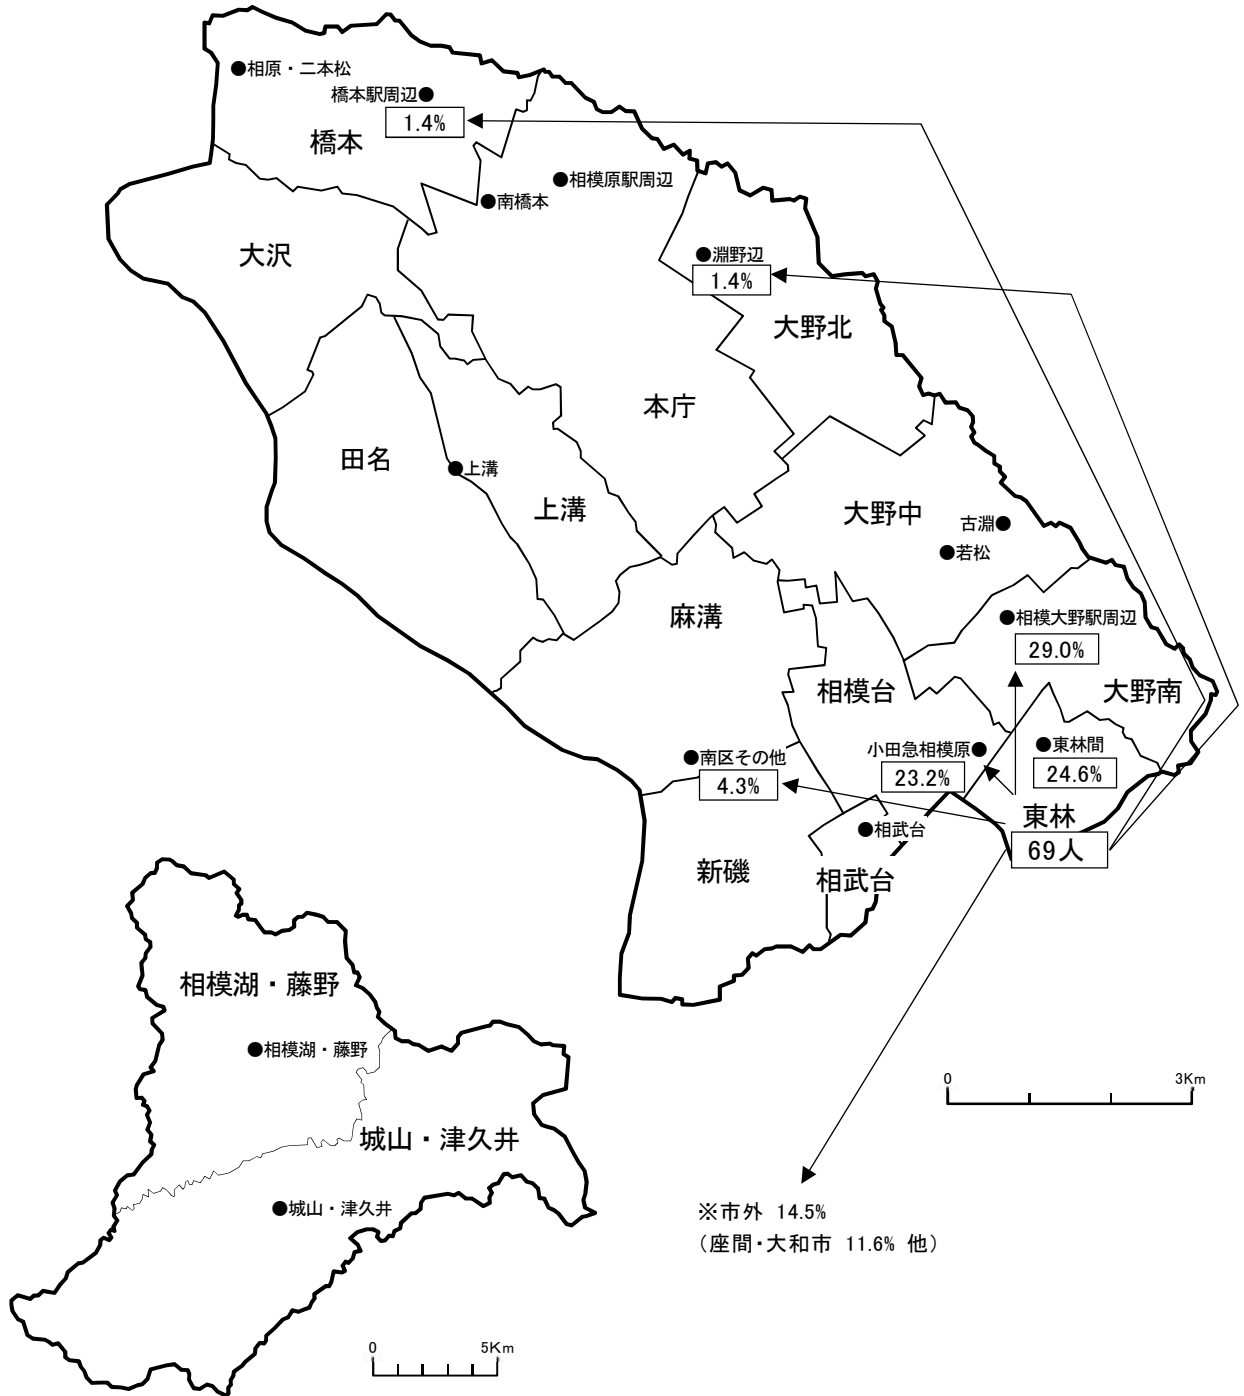 相原・二本松
橋本駅周辺
1.4%
橋本
相模原駅周辺
南橋本
大沢
淵野辺
1.4%
大野北
本庁
田名
上溝
上溝
大野中
古淵
若松
麻溝
相模大野駅周辺
29.0%
相模台
大野南
南区その他
4.3%
小田急相模原
23.2%
東林間
24.6%
東林
69人
相武台
新磯
相武台
相模湖・藤野
相模湖・藤野
城山・津久井
城山・津久井
0 3Km
※市外 14.5%
(座間・大和市 11.6% 他)
0 5Km